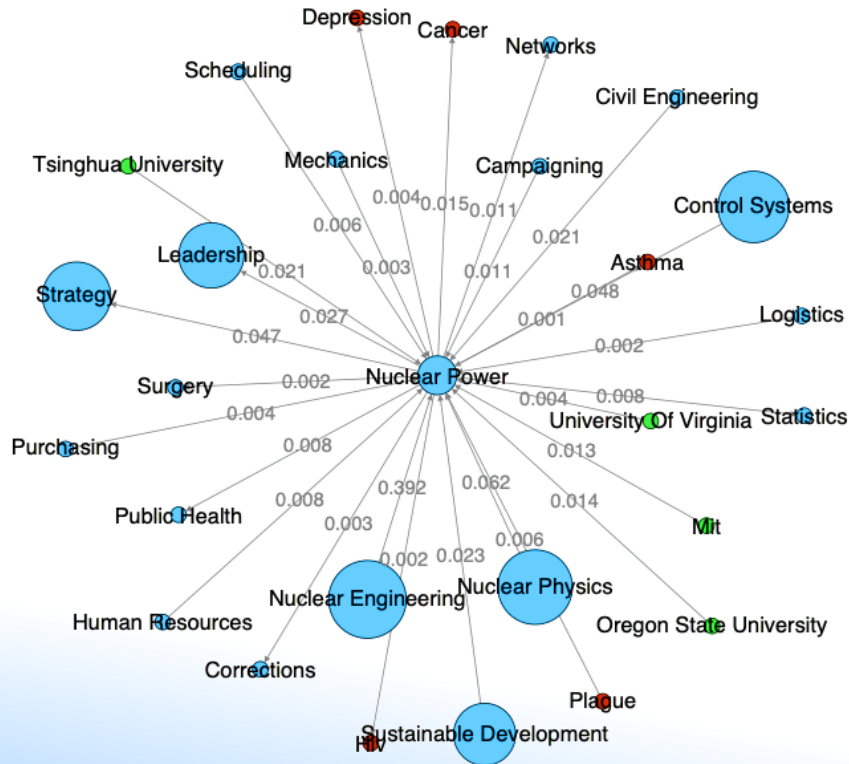 Depression
Cancer
Networks
Scheduling
Civil Engineering
Tsinghua University
Mechanics
Campaigning
0.004
0.015
0.011
Control Systems
0.006
0.021
Leadership
0.021
0.003
0.011
Asthma
Strategy
0.048
0.027
0.001
Logistics
0.047
0.002
Nuclear Power
Surgery
0.002
0.008
0.004
0.004
University Of Virginia
Statistics
Purchasing
0.008
0.013
0.392
0.062
0.008
0.014
Public Health
0.003
Mit
0.006
0.002
0.023
Nuclear Engineering
Nuclear Physics
Human Resources
Oregon State University
Corrections
Plague
Sustainable Development
Hiv